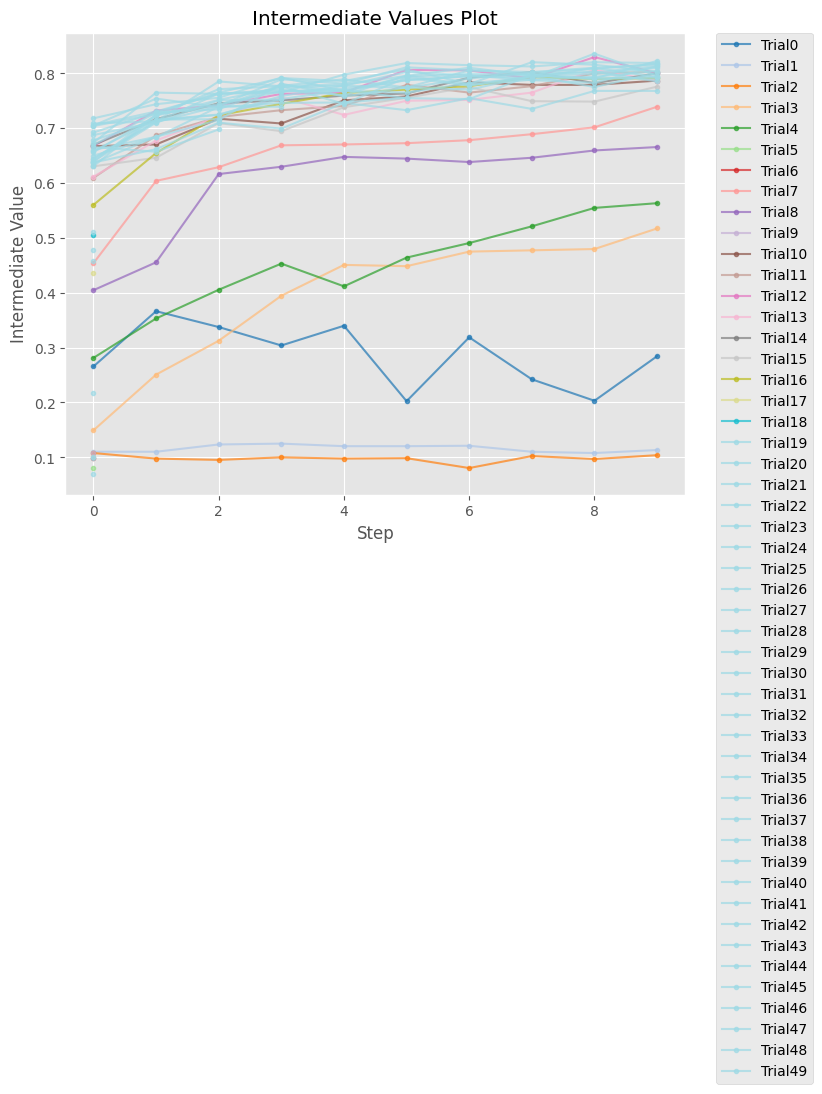 Intermediate Values Plot
Intermediate Value
0.8
0.7
0.6
0.5
0.4
0.3
0.2
0.1
0 2 4 6 8
Step
Trial0
Trial1
Trial2
Trial3
Trial4
Trial5
Trial6
Trial7
Trial8
Trial9
Trial10
Trial11
Trial12
Trial13
Trial14
Trial15
Trial16
Trial17
Trial18
Trial19
Trial20
Trial21
Trial22
Trial23
Trial24
Trial25
Trial26
Trial27
Trial28
Trial29
Trial30
Trial31
Trial32
Trial33
Trial34
Trial35
Trial36
Trial37
Trial38
Trial39
Trial40
Trial41
Trial42
Trial43
Trial44
Trial45
Trial46
Trial47
Trial48
Trial49